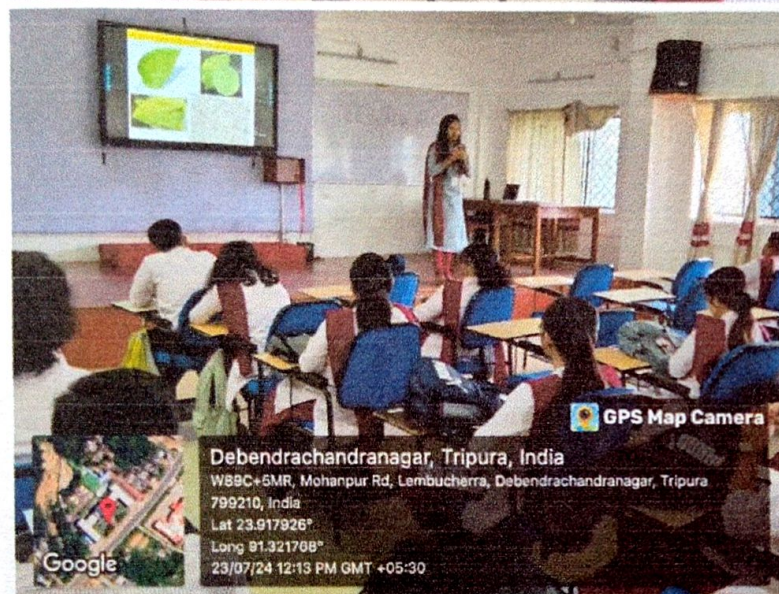 GPS Map Camera
Debendrachandranagar, Tripura, India
W89C+6MR, Mohanpur Rd, Lembucherra, Debendrachandranagar, Tripura
799210, India
Lat 23.917926°
Long 91.321768°
23/07/24 12:13 PM GMT +05:30
Google